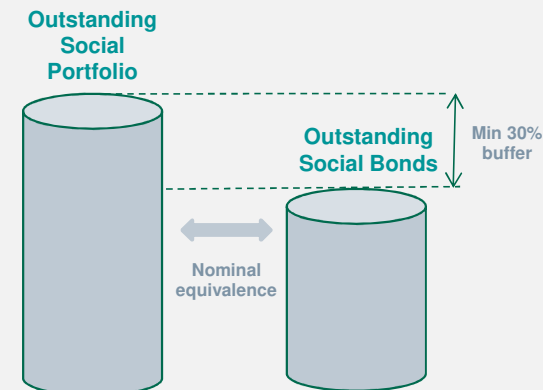 Outstanding
Social
Portfolio
Outstanding
Social Bonds
Min 30%
buffer
Nominal
equivalence